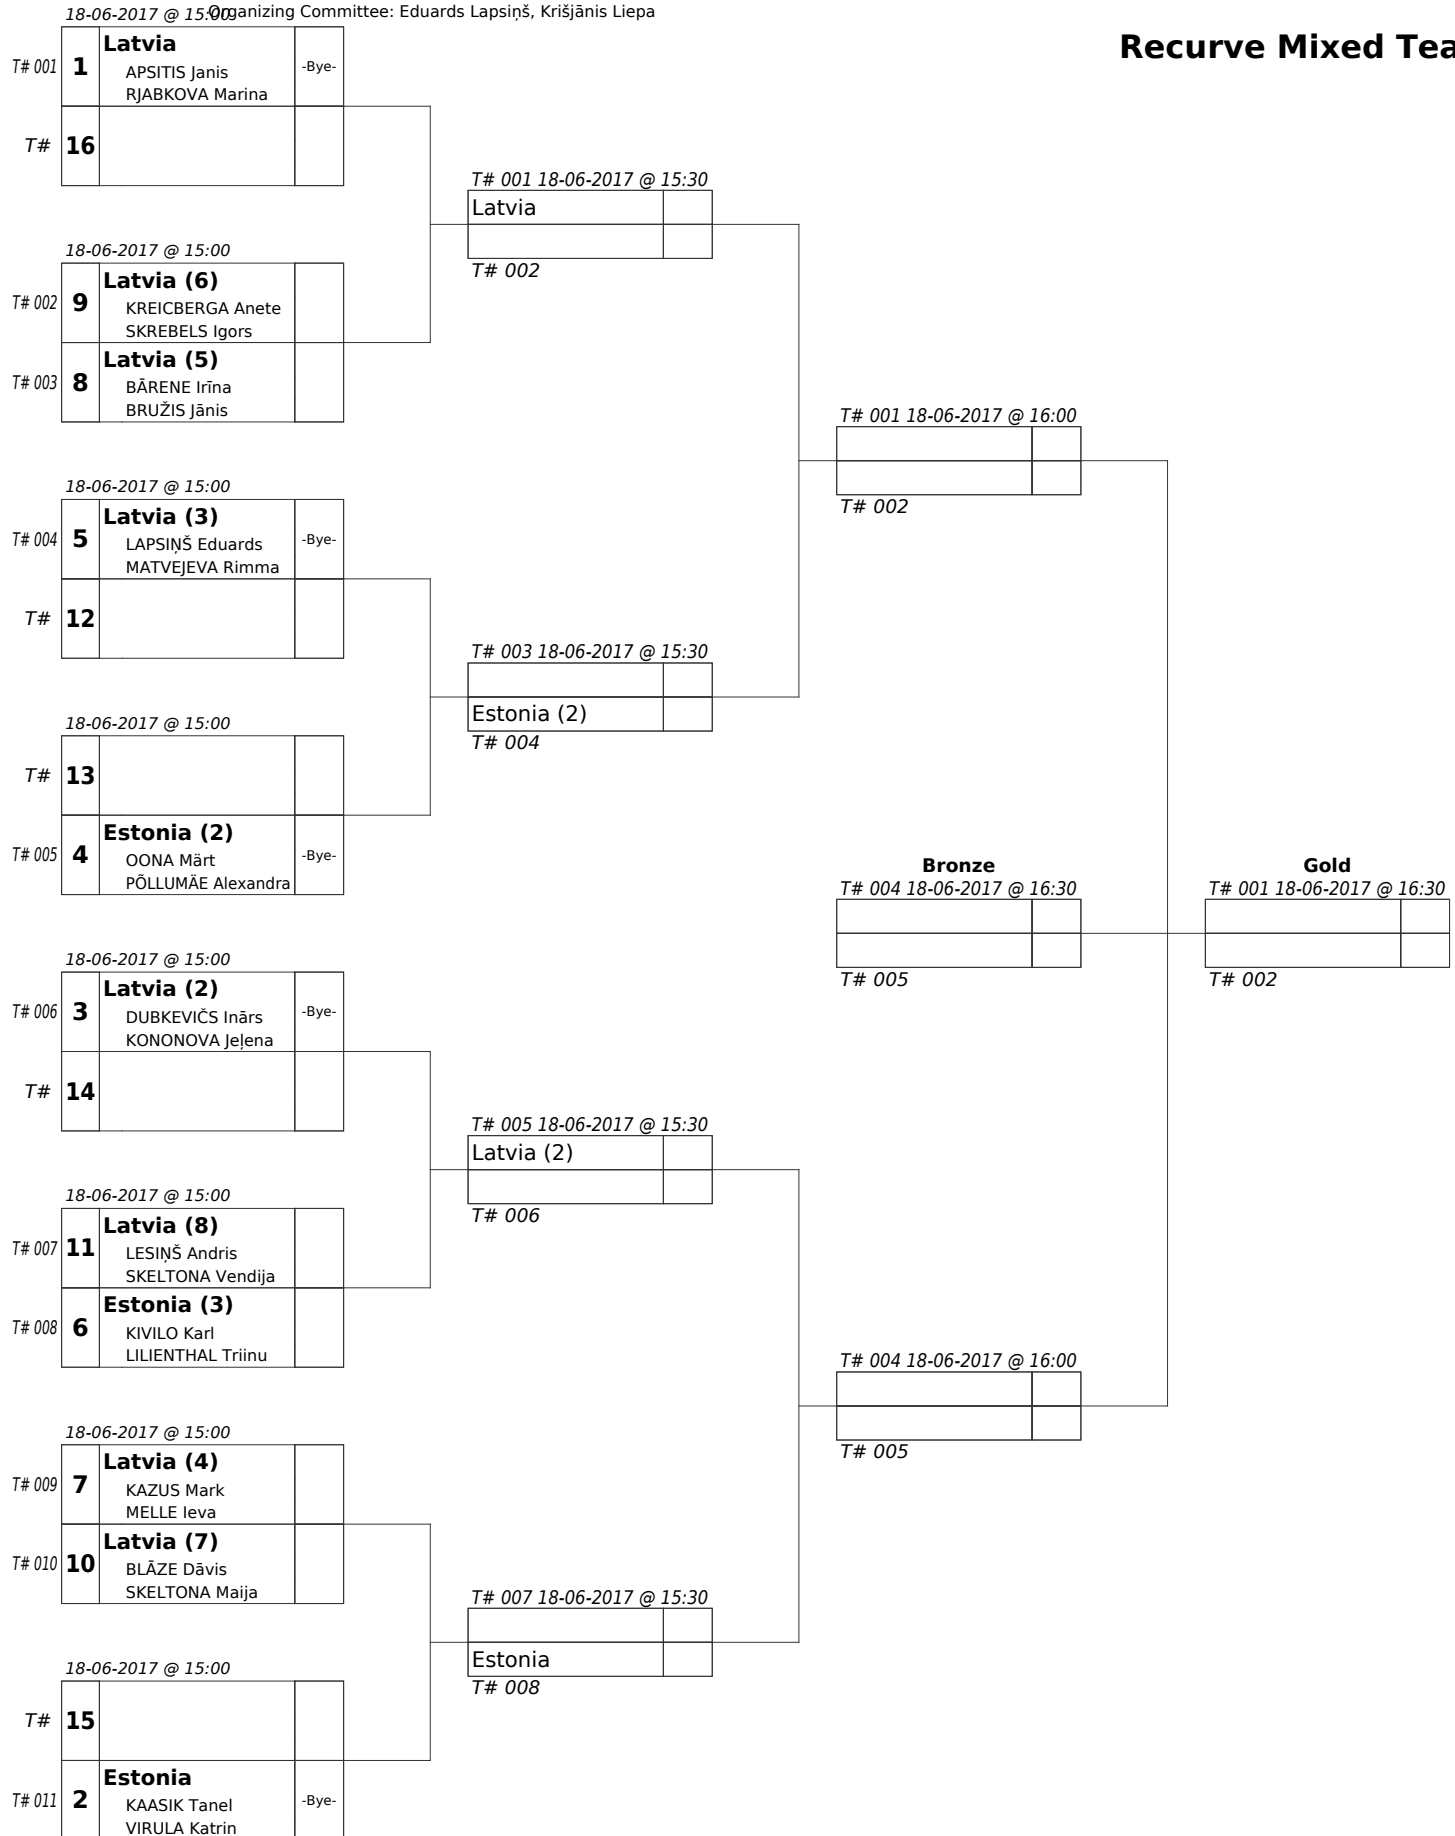 18-06-2017 @ 15:00
Organizing Committee: Eduards Lapsiņš, Krišjānis Liepa
Recurve Mixed Tea
T# 001 1 Latvia -Bye-
APSITIS Janis
RJABKOVA Marina
T# 16
T# 001 18-06-2017 @ 15:30
Latvia
T# 002
18-06-2017 @ 15:00
T# 002 9 Latvia (6)
KREICBERGA Anete
SKREBELS Igors
T# 003 8 Latvia (5)
BĀRENE Irīna
BRUŽIS Jānis
T# 001 18-06-2017 @ 16:00
T# 002
18-06-2017 @ 15:00
T# 004 5 Latvia (3) -Bye-
LAPSIŅŠ Eduards
MATVEJEVA Rimma
T# 12
T# 003 18-06-2017 @ 15:30
Estonia (2)
T# 004
18-06-2017 @ 15:00
T# 13
T# 005 4 Estonia (2) -Bye-
OONA Märt
PÕLLUMÄE Alexandra
Bronze
T# 004 18-06-2017 @ 16:30
T# 005
Gold
T# 001 18-06-2017 @ 16:30
T# 002
18-06-2017 @ 15:00
T# 006 3 Latvia (2) -Bye-
DUBKEVIČS Inārs
KONONOVA Jeļena
T# 14
T# 005 18-06-2017 @ 15:30
Latvia (2)
T# 006
18-06-2017 @ 15:00
T# 007 11 Latvia (8)
LESIŅŠ Andris
SKELTONA Vendija
T# 008 6 Estonia (3)
KIVILO Karl
LILIENTHAL Triinu
T# 004 18-06-2017 @ 16:00
T# 005
18-06-2017 @ 15:00
T# 009 7 Latvia (4)
KAZUS Mark
MELLE Ieva
T# 010 10 Latvia (7)
BLĀZE Dāvis
SKELTONA Maija
T# 007 18-06-2017 @ 15:30
Estonia
T# 008
18-06-2017 @ 15:00
T# 15
T# 011 2 Estonia -Bye-
KAASIK Tanel
VIRULA Katrin